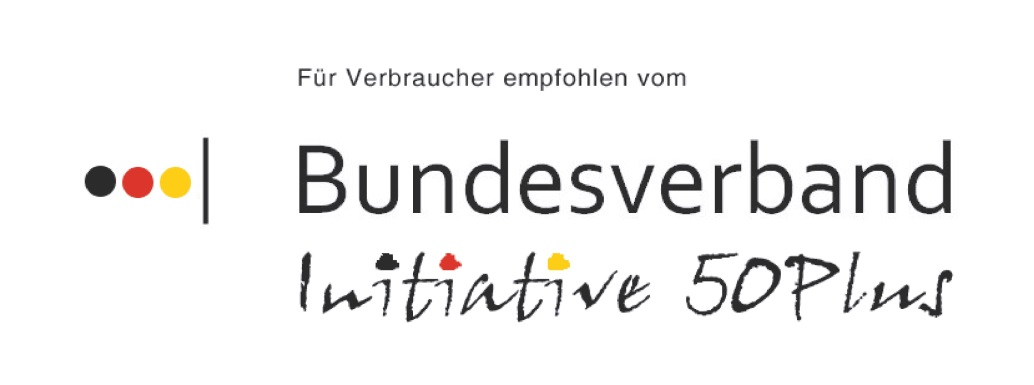 Für Verbraucher empfohlen vom
Bundesverband
Initiative 50Plus